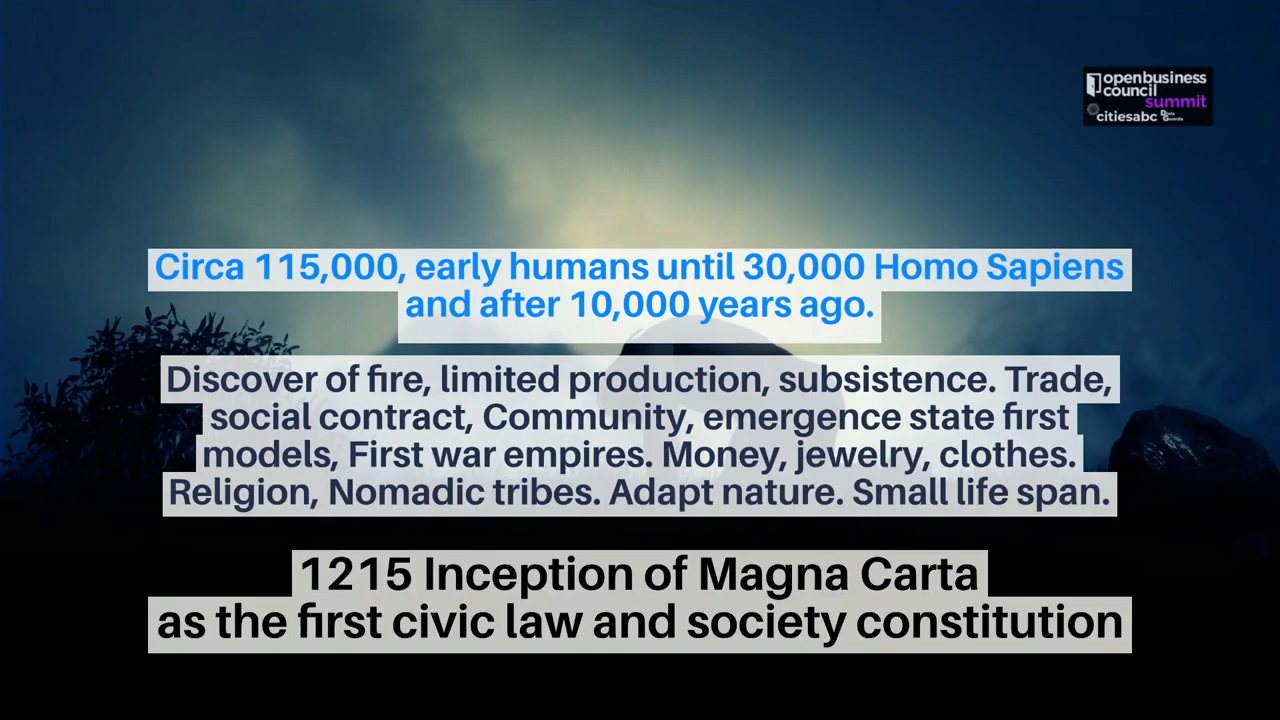 openbusiness
council
summit
citiesabc
Circa 115,000, early humans until 30,000 Homo Sapiens
and after 10,000 years ago.
Discover of fire, limited production, subsistence. Trade,
social contract, Community, emergence state first
models, First war empires. Money, jewelry, clothes.
Religion, Nomadic tribes. Adapt nature. Small life span.
1215 Inception of Magna Carta
as the first civic law and society constitution